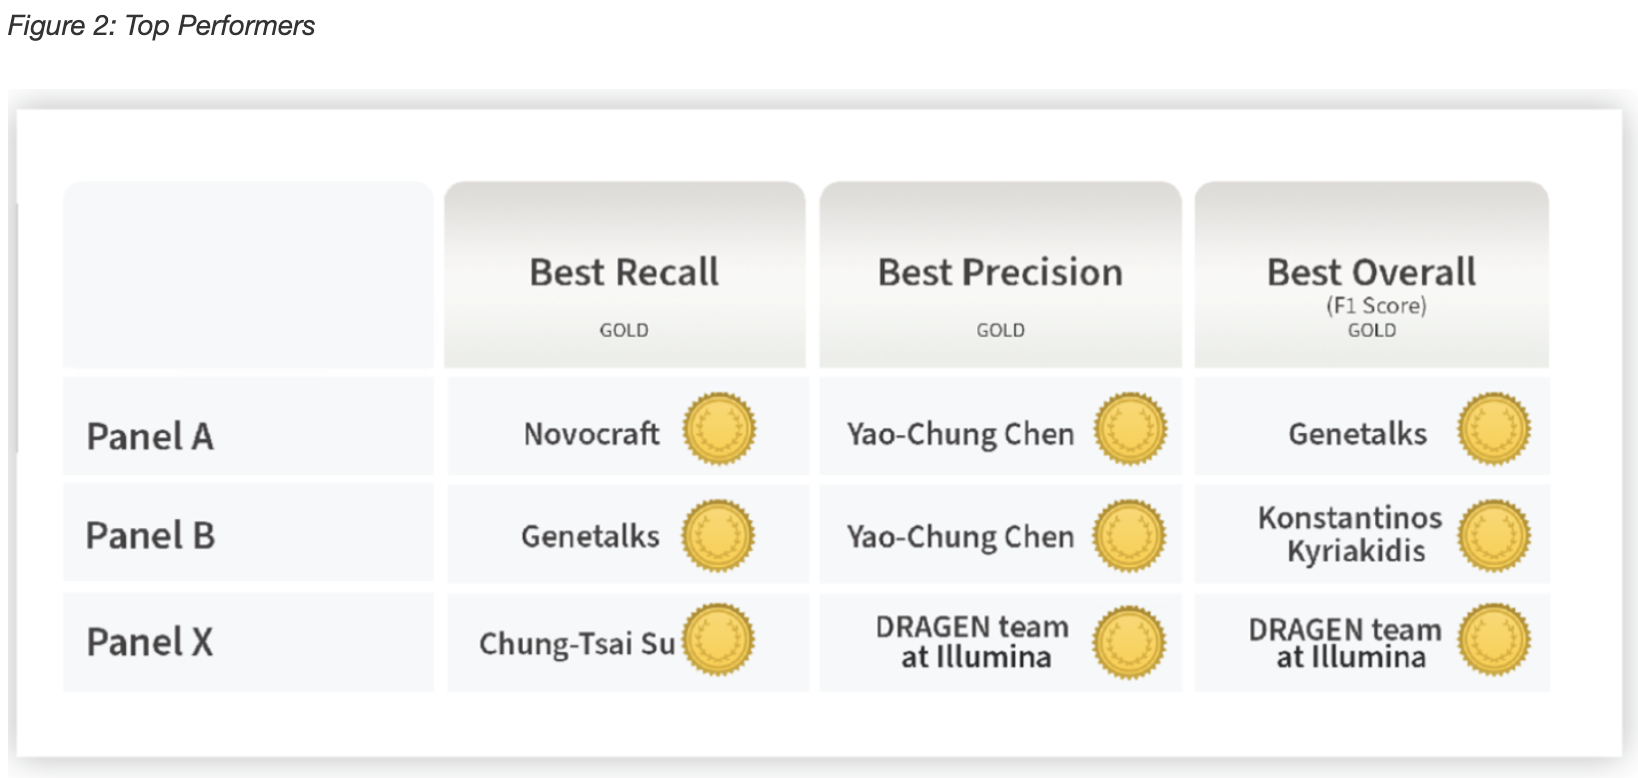 Figure 2: Top Performers
Best Recall
GOLD
Best Precision
GOLD
Best Overall
(F1 Score)
GOLD
Panel A
Novocraft
Yao-Chung Chen
Genetalks
Panel B
Genetalks
Yao-Chung Chen
Konstantinos
Kyriakidis
Panel X
Chung-Tsai Su
DRAGEN team
at Illumina
DRAGEN team
at Illumina